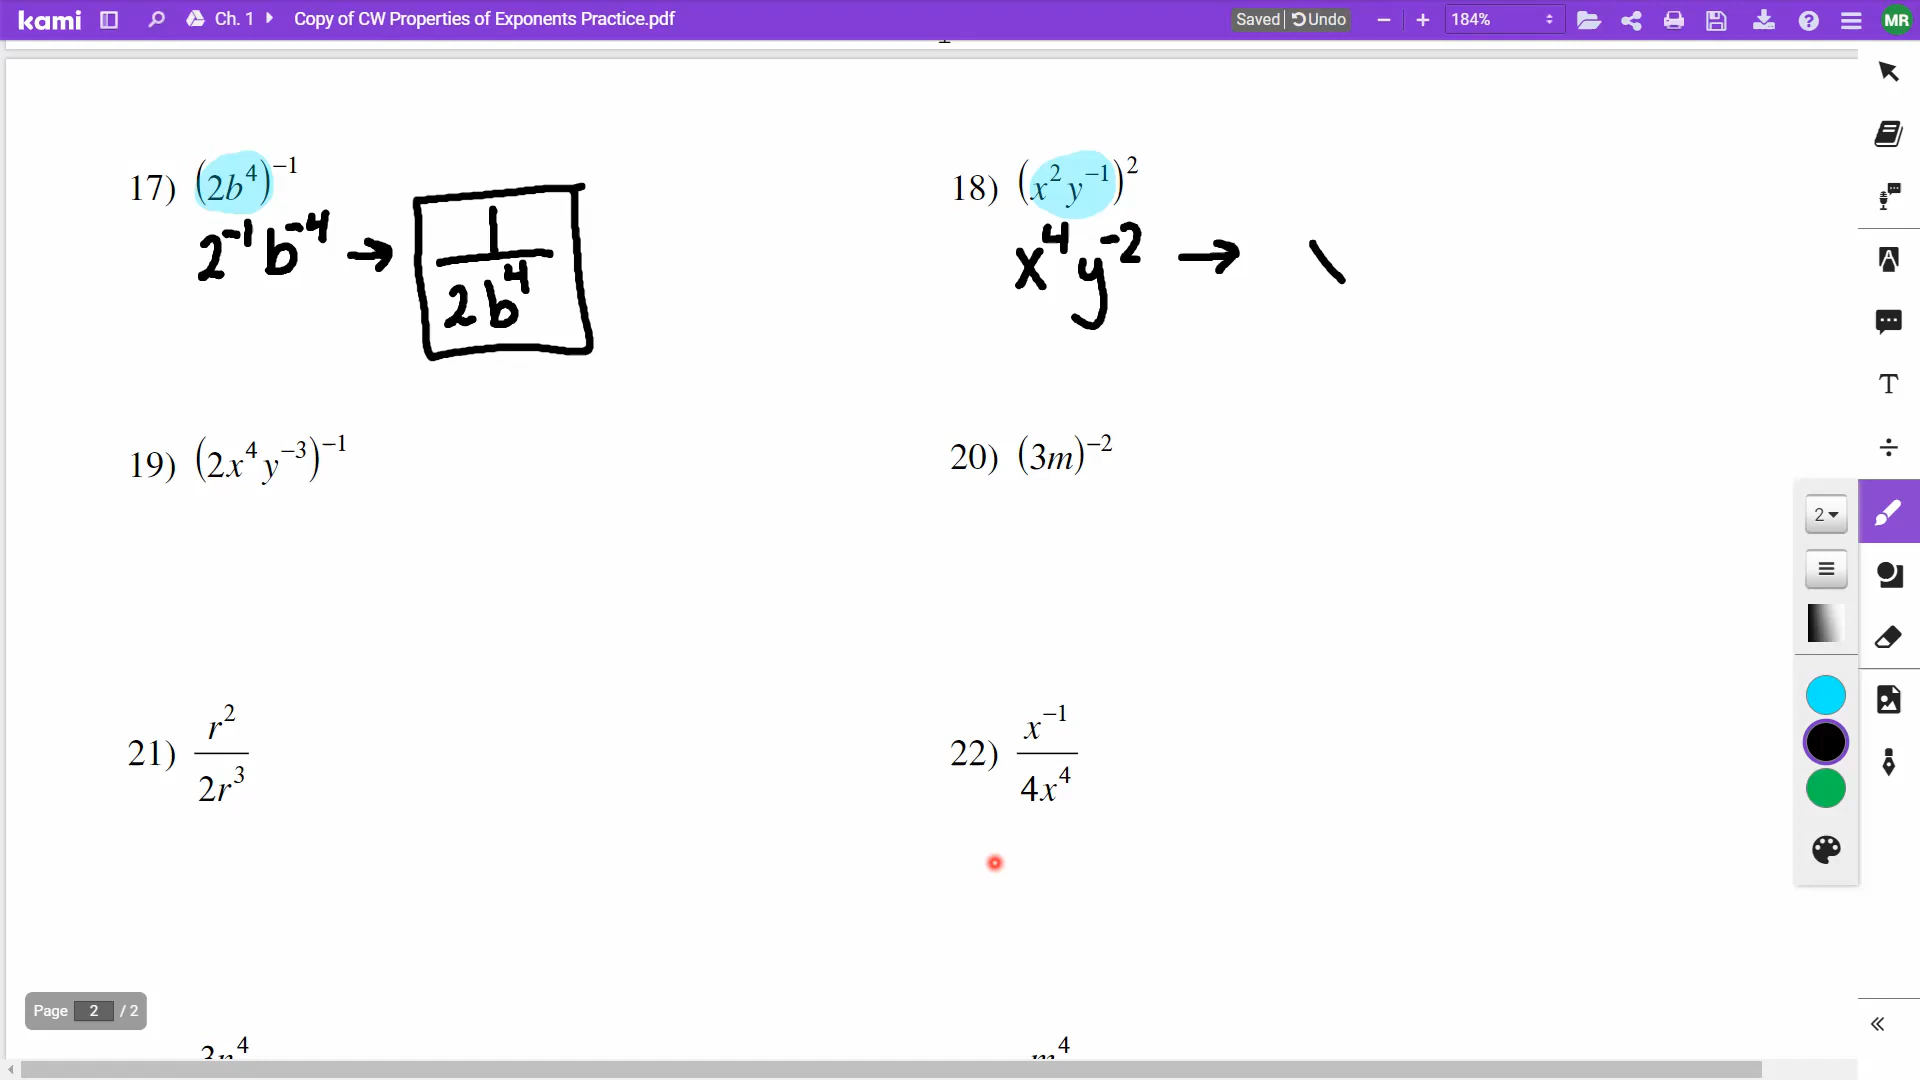 kami Ch. 1 Copy of CW Properties of Exponents Practice.pdf Saved Undo 184% MR
17) (2b⁴)⁻¹
2⁻¹b⁻⁴ → 1/2b⁴
18) (x²y⁻¹)²
x⁴y⁻² →
19) (2x⁴y⁻³)⁻¹
20) (3m)⁻²
21) r²/2r³
22) x⁻¹/4x⁴
2
T
Page 2 / 2